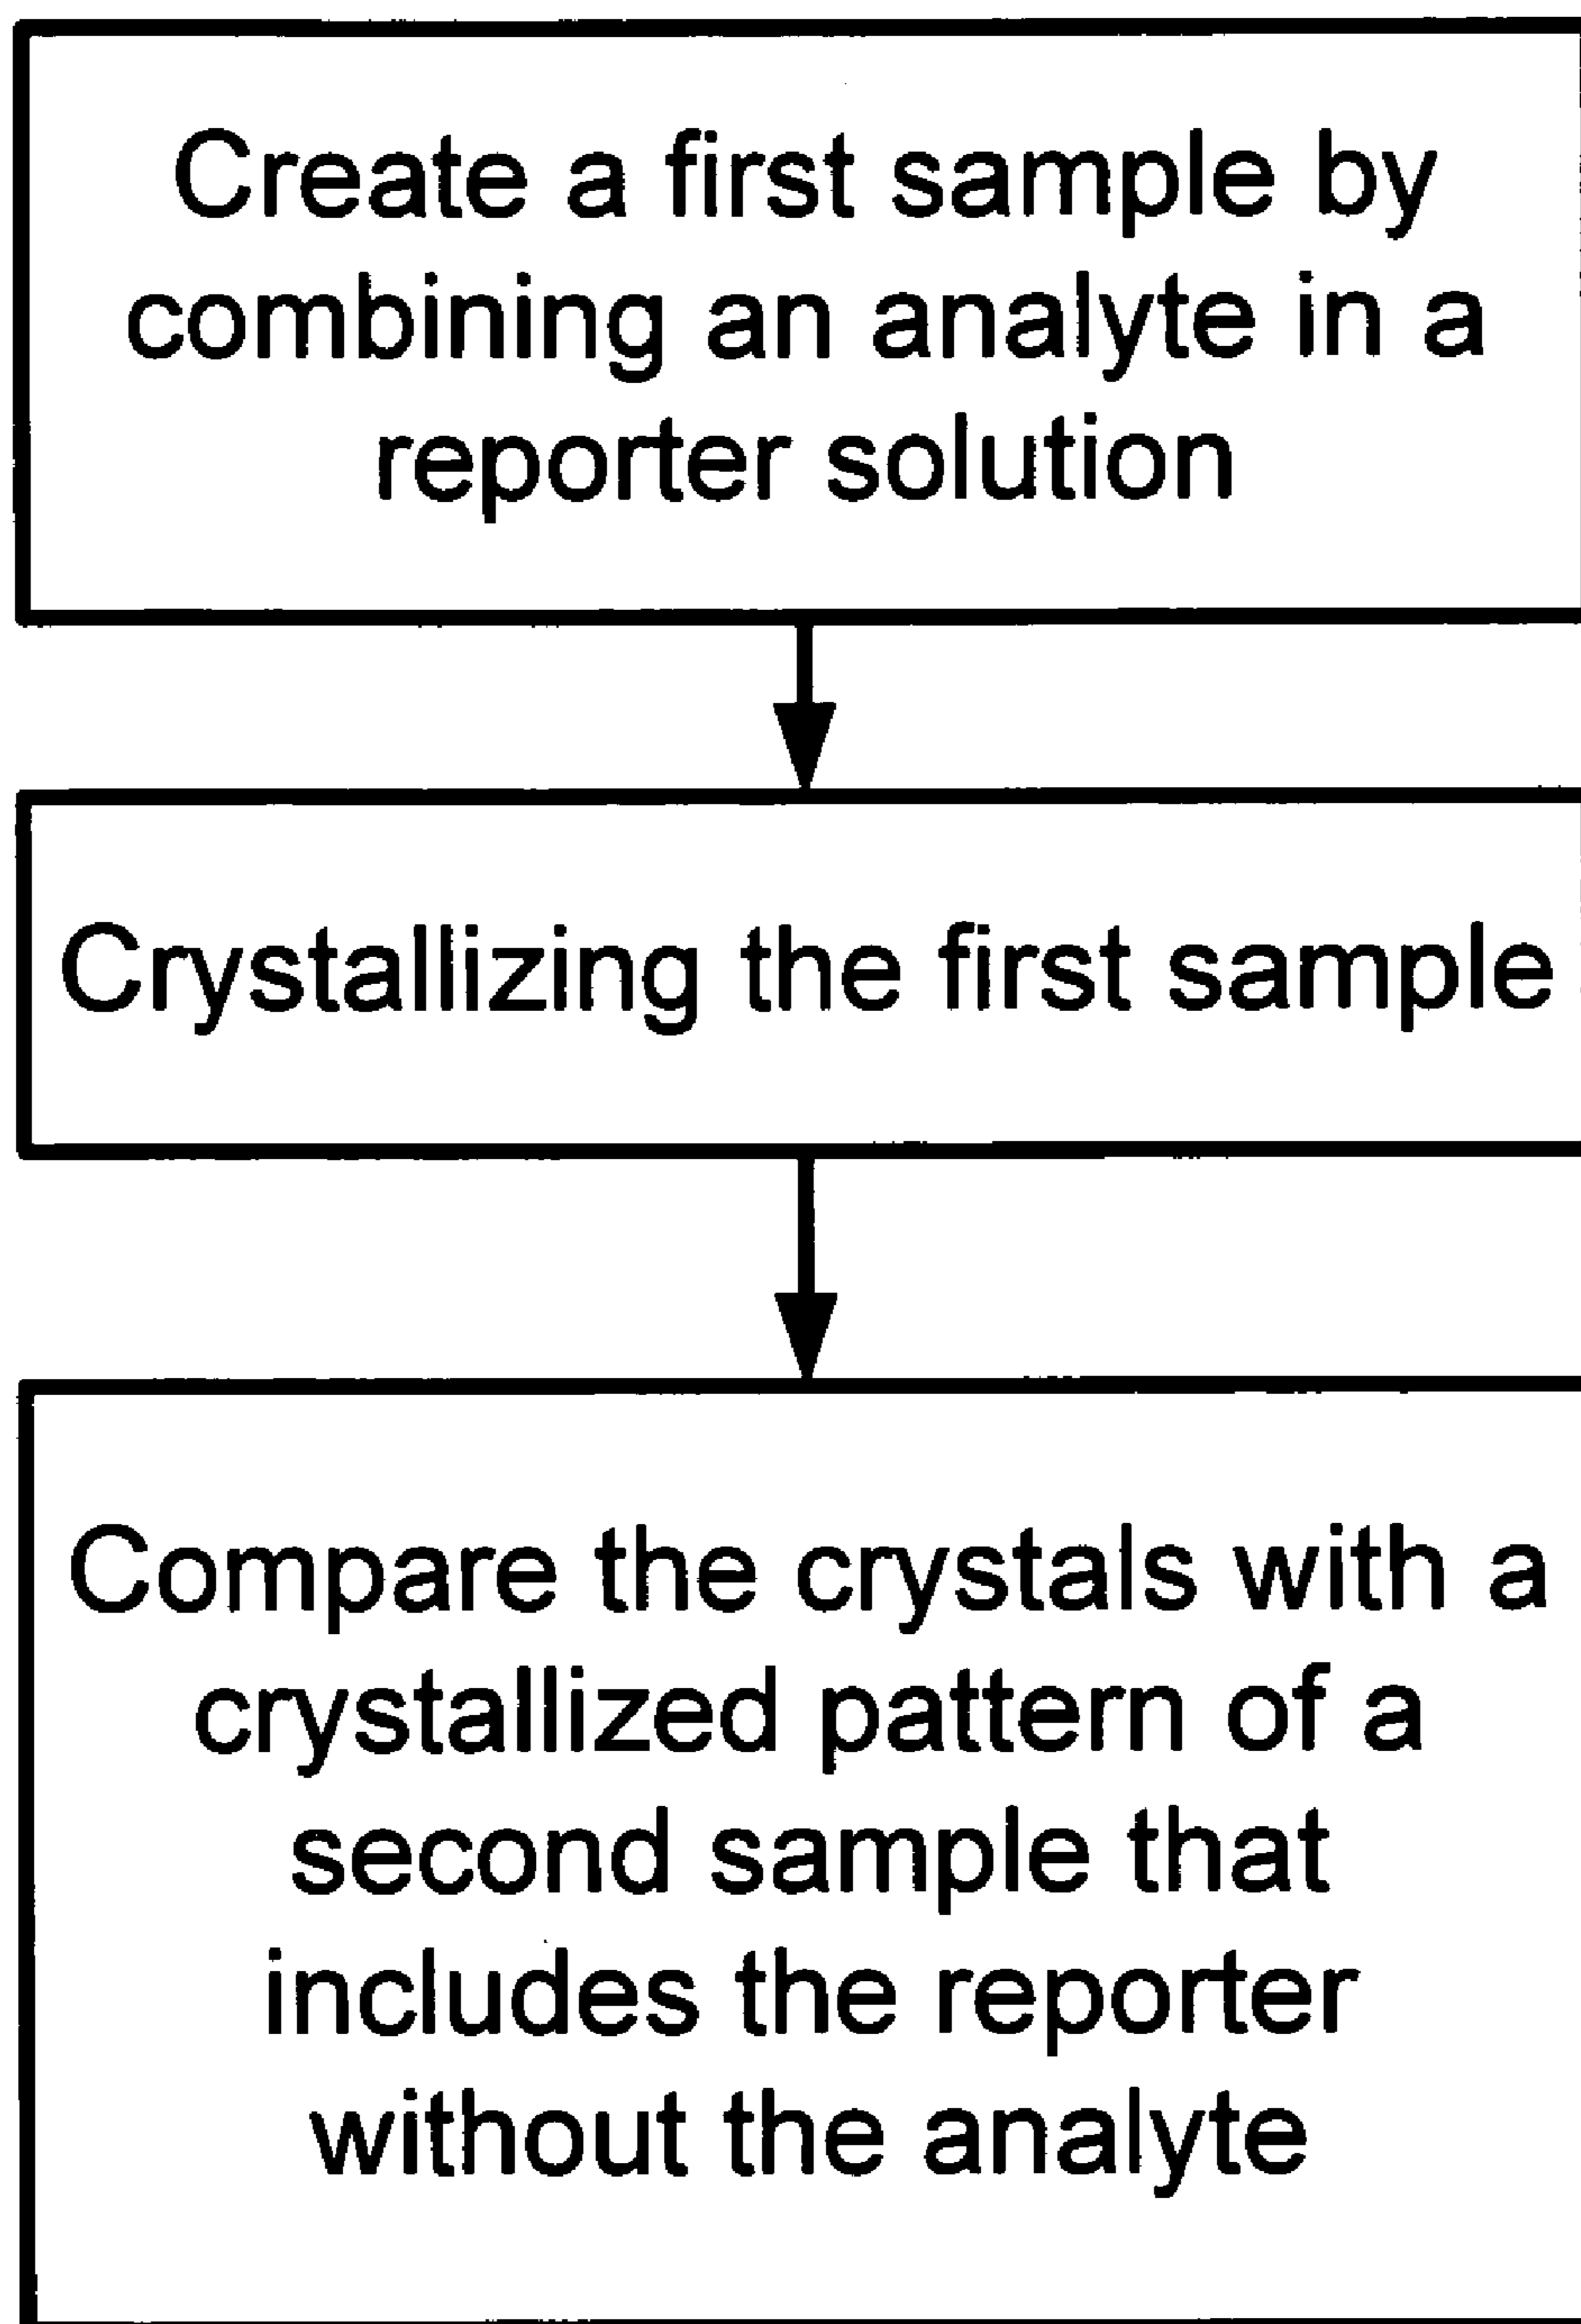 Create a first sample by
combining an analyte in a
reporter solution
Crystallizing the first sample
Compare the crystals with a
crystallized pattern of a
second sample that
includes the reporter
without the analyte